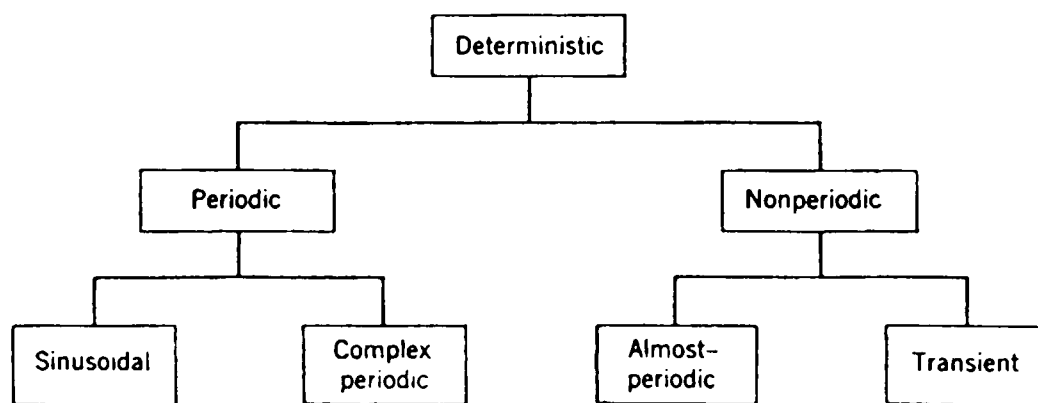 Deterministic
Periodic
Nonperiodic
Sinusoidal
Complex
periodic
Almost-
periodic
Transient